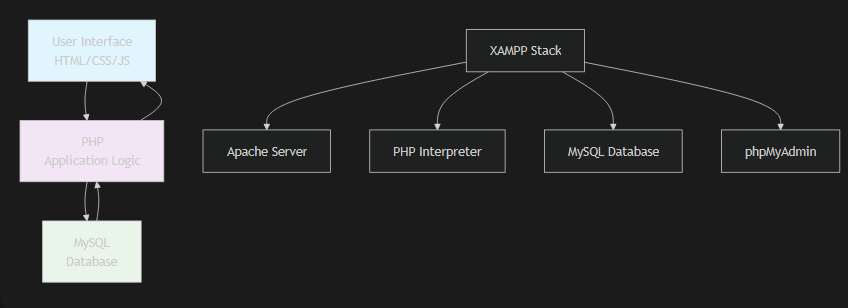 User Interface
HTML/CSS/JS
PHP
Application Logic
MySQL
Database
XAMPP Stack
Apache Server
PHP Interpreter
MySQL Database
phpMyAdmin